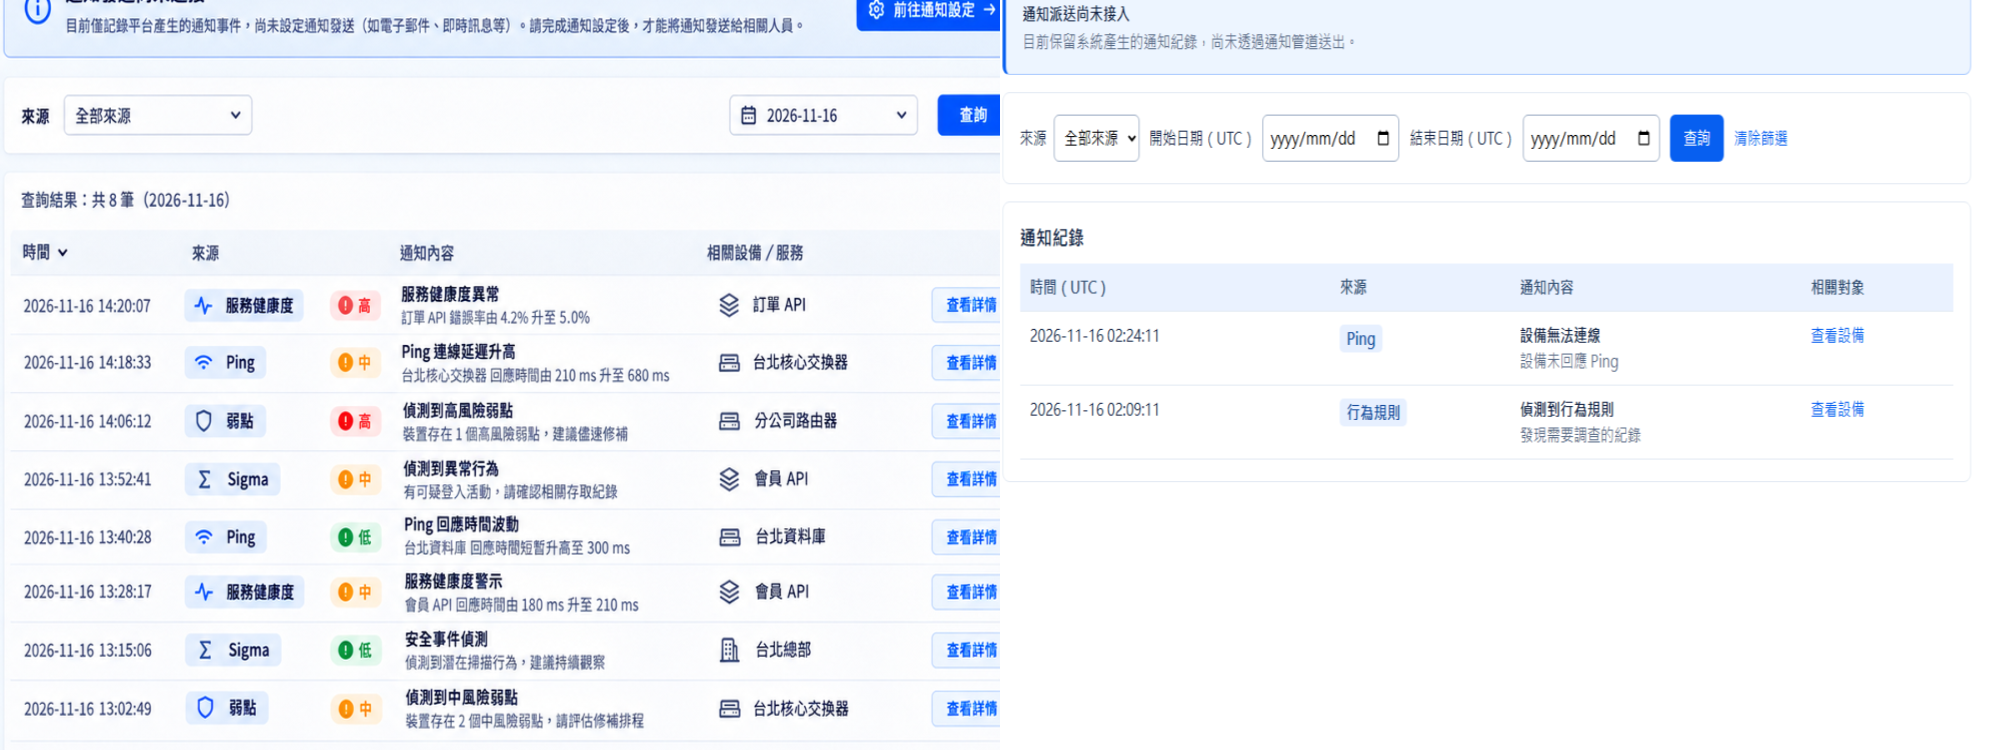 目前僅記錄平台產生的通知事件，尚未設定通知發送（如電子郵件、即時訊息等）。請完成通知設定後，才能將通知發送給相關人員。
前往通知設定 →
來源 全部來源
2026-11-16
查詢
查詢結果：共 8 筆（2026-11-16）
時間 來源 通知內容 相關設備 / 服務
2026-11-16 14:20:07 服務健康度 高 服務健康度異常 訂單 API 查看詳情
訂單 API 錯誤率由 4.2% 升至 5.0%
2026-11-16 14:18:33 Ping 中 Ping 連線延遲升高 台北核心交換器 查看詳情
台北核心交換器 回應時間由 210 ms 升至 680 ms
2026-11-16 14:06:12 弱點 高 偵測到高風險弱點 分公司路由器 查看詳情
裝置存在 1 個高風險弱點，建議儘速修補
2026-11-16 13:52:41 Sigma 中 偵測到異常行為 會員 API 查看詳情
有可疑登入活動，請確認相關存取紀錄
2026-11-16 13:40:28 Ping 低 Ping 回應時間波動 台北資料庫 查看詳情
台北資料庫 回應時間短暫升高至 300 ms
2026-11-16 13:28:17 服務健康度 中 服務健康度警示 會員 API 查看詳情
會員 API 回應時間由 180 ms 升至 210 ms
2026-11-16 13:15:06 Sigma 低 安全事件偵測 台北總部 查看詳情
偵測到潛在掃描行為，建議持續觀察
2026-11-16 13:02:49 弱點 中 偵測到中風險弱點 台北核心交換器 查看詳情
裝置存在 2 個中風險弱點，請評估修補排程
通知派送尚未接入
目前保留系統產生的通知紀錄，尚未透過通知管道送出。
來源 全部來源 開始日期 ( UTC ) yyyy/mm/dd 結束日期 ( UTC ) yyyy/mm/dd 查詢 清除篩選
通知紀錄
時間 ( UTC ) 來源 通知內容 相關對象
2026-11-16 02:24:11 Ping 設備無法連線 查看設備
設備未回應 Ping
2026-11-16 02:09:11 行為規則 偵測到行為規則 查看設備
發現需要調查的紀錄